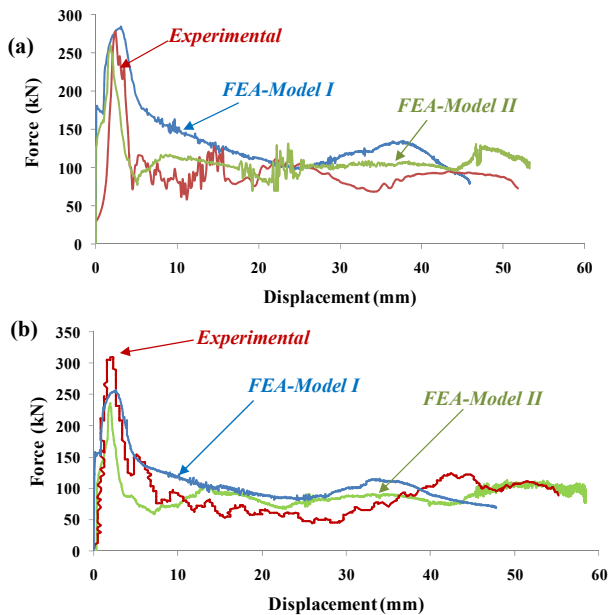 (a)
Force (kN)
300
250
200
150
100
50
0
Experimental
FEA-Model I
FEA-Model II
0 10 20 30 40 50 60
Displacement (mm)
(b)
Force (kN)
350
300
250
200
150
100
50
0
Experimental
FEA-Model I
FEA-Model II
0 10 20 30 40 50 60
Displacement (mm)